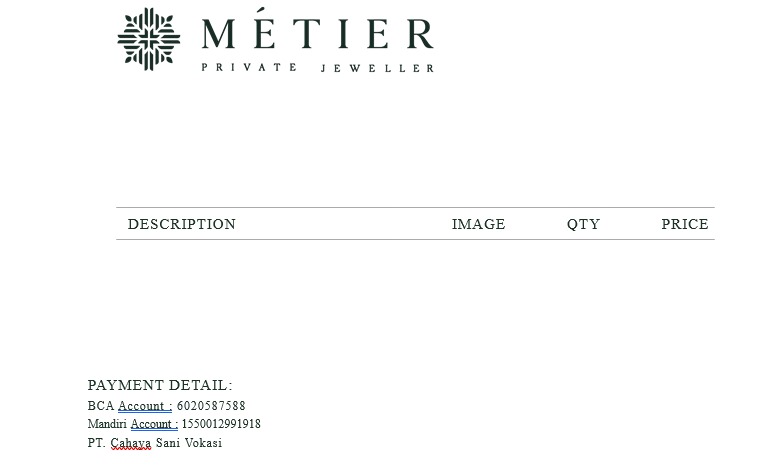 MÉTIER
PRIVATE JEWELLER
DESCRIPTION IMAGE QTY PRICE
PAYMENT DETAIL:
BCA Account : 6020587588
Mandiri Account : 1550012991918
PT. Cahaya Sani Vokasi